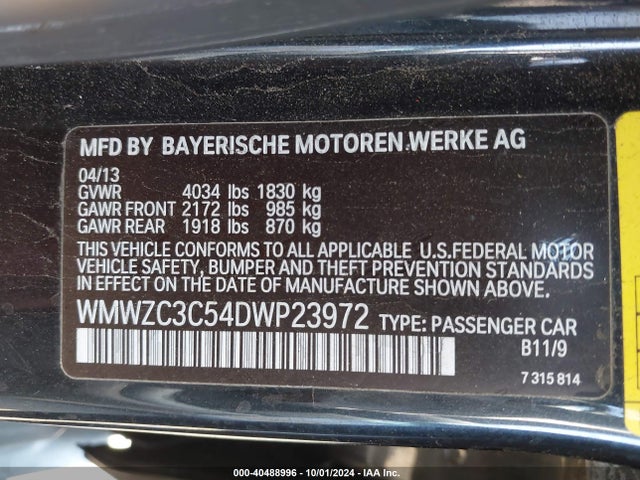 MFD BY BAYERISCHE MOTOREN WERKE AG
04/13
GVWR 4034 lbs 1830 kg
GAWR FRONT 2172 lbs 985 kg
GAWR REAR 1918 lbs 870 kg
THIS VEHICLE CONFORMS TO ALL APPLICABLE U.S.FEDERAL MOTOR
VEHICLE SAFETY, BUMPER AND THEFT PREVENTION STANDARDS
IN EFFECT ON THE DATE OF MANUFACTURE SHOWN ABOVE.
WMWZC3C54DWP23972 TYPE: PASSENGER CAR
B11/9
7 315 814
000-40488996 - 10/01/2024 - IAA Inc.